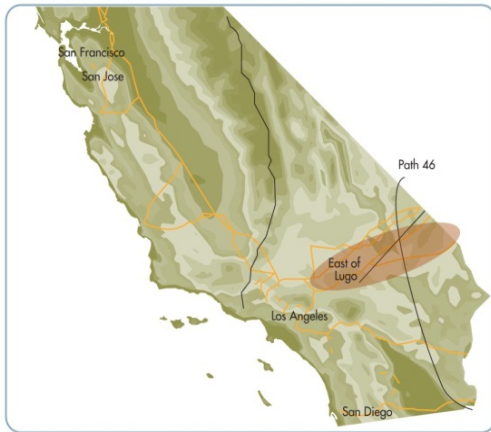 San Francisco
San Jose
Path 46
East of
Lugo
Los Angeles
San Diego